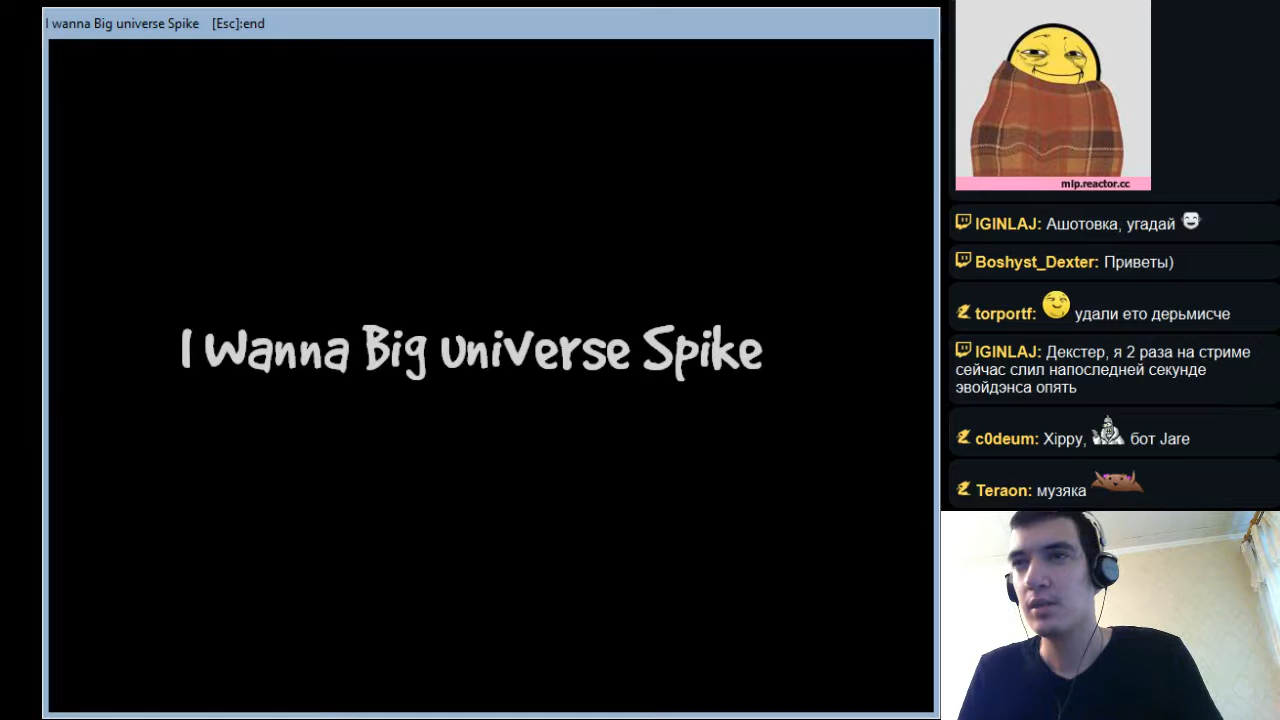 I wanna Big universe Spike [Esc]:end
I Wanna Big universe Spike
mlp.reactor.cc
IGINLAJ: Ашотовка, угадай
Boshyst_Dexter: Приветы)
torportf: удали ето дерьмисче
IGINLAJ: Декстер, я 2 раза на стриме
сейчас слил напоследней секунде
эвойдэнса опять
c0deum: Xippy, бот Jare
Teraon: музяка